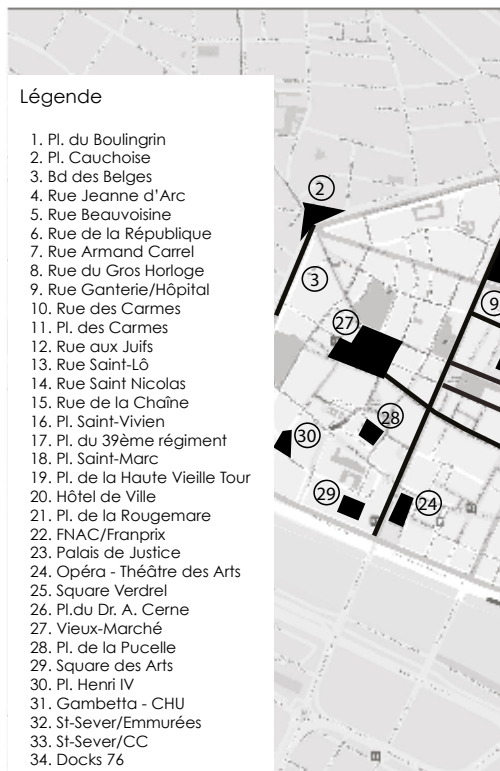 Légende
1. Pl. du Boulingrin
2. Pl. Cauchoise
3. Bd des Belges
4. Rue Jeanne d'Arc
5. Rue Beauvoisine
6. Rue de la République
7. Rue Armand Carrel
8. Rue du Gros Horloge
9. Rue Ganterie/Hôpital
10. Rue des Carmes
11. Pl. des Carmes
12. Rue aux Juifs
13. Rue Saint-Lô
14. Rue Saint Nicolas
15. Rue de la Chaîne
16. Pl. Saint-Vivien
17. Pl. du 39ème régiment
18. Pl. Saint-Marc
19. Pl. de la Haute Vieille Tour
20. Hôtel de Ville
21. Pl. de la Rougemare
22. FNAC/Franprix
23. Palais de Justice
24. Opéra - Théâtre des Arts
25. Square Verdrel
26. Pl.du Dr. A. Cerne
27. Vieux-Marché
28. Pl. de la Pucelle
29. Square des Arts
30. Pl. Henri IV
31. Gambetta - CHU
32. St-Sever/Emmurées
33. St-Sever/CC
34. Docks 76
2
3
9
27
28
30
29
24